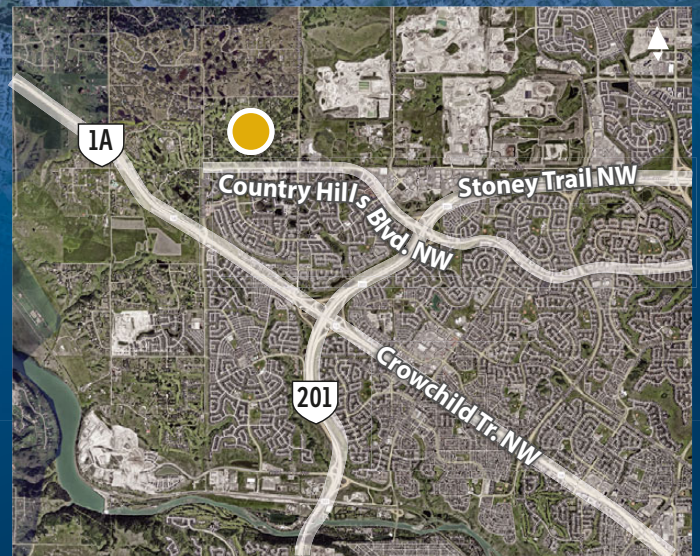 1A
Country Hills Blvd. NW
Stoney Trail NW
201
Crowchild Tr. NW